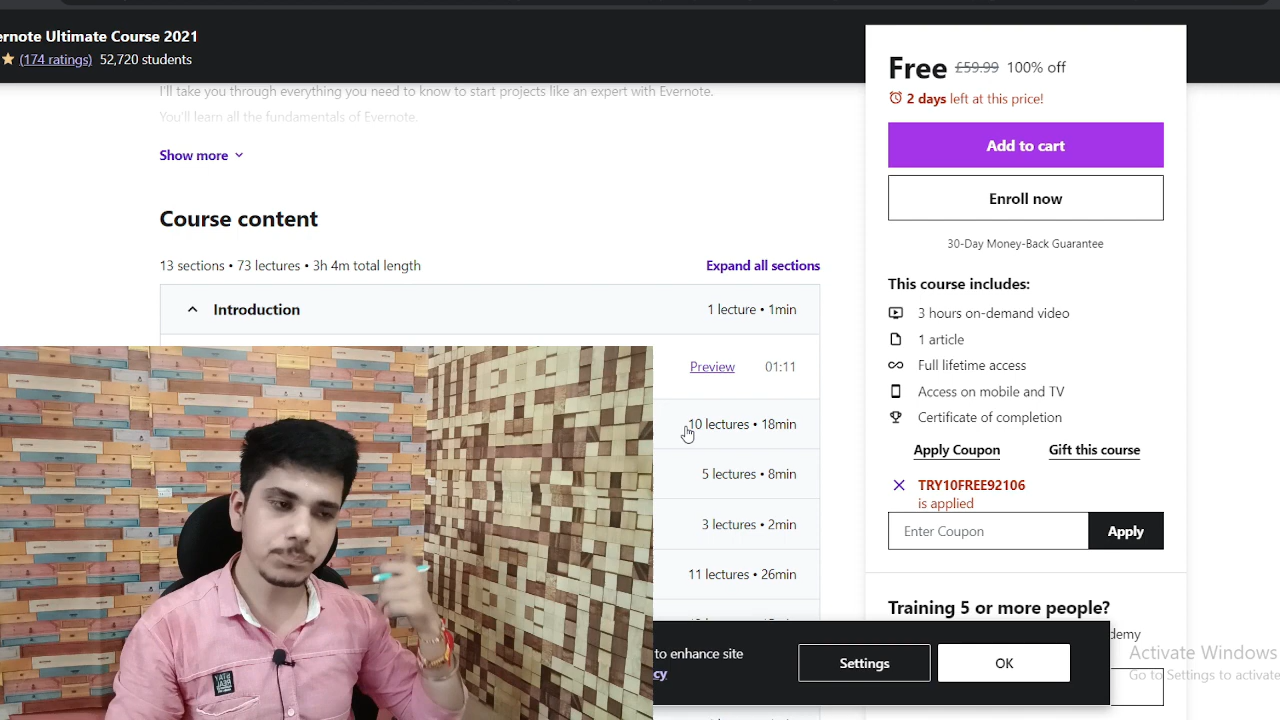 ernote Ultimate Course 2021
(174 ratings) 52,720 students
I'll take you through everything you need to know to start projects like an expert with Evernote.
You'll learn all the fundamentals of Evernote.
Show more
Course content
13 sections • 73 lectures • 3h 4m total length
Expand all sections
Introduction
1 lecture • 1min
Preview 01:11
10 lectures • 18min
5 lectures • 8min
3 lectures • 2min
11 lectures • 26min
to enhance site
cy
Settings
OK
Free £59.99 100% off
2 days left at this price!
Add to cart
Enroll now
30-Day Money-Back Guarantee
This course includes:
3 hours on-demand video
1 article
Full lifetime access
Access on mobile and TV
Certificate of completion
Apply Coupon
Gift this course
TRY10FREE92106
is applied
Enter Coupon
Apply
Training 5 or more people?
demy
Activate Windows
Go to Settings to activate